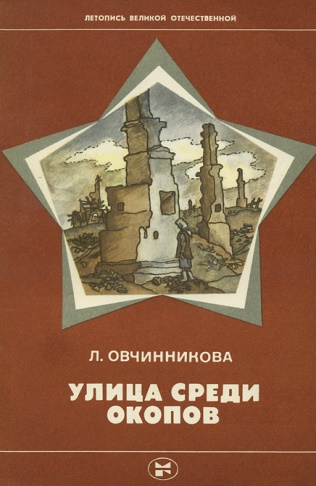 ЛЕТОПИСЬ ВЕЛИКОЙ ОТЕЧЕСТВЕННОЙ
Л. ОВЧИННИКОВА
УЛИЦА СРЕДИ
ОКОПОВ